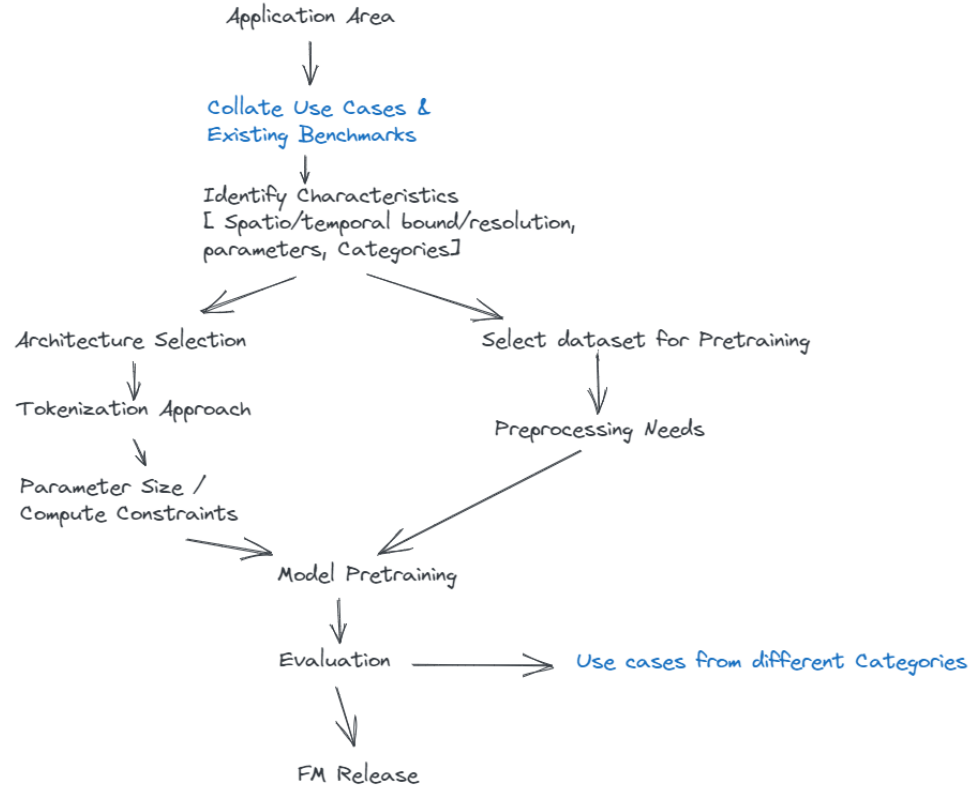 Application Area
Collate Use Cases &
Existing Benchmarks
Identify Characteristics
[ Spatio/temporal bound/resolution,
parameters, Categories]
Architecture Selection
Select dataset for Pretraining
Tokenization Approach
Preprocessing Needs
Parameter Size /
Compute Constraints
Model Pretraining
Evaluation
Use cases from different Categories
FM Release